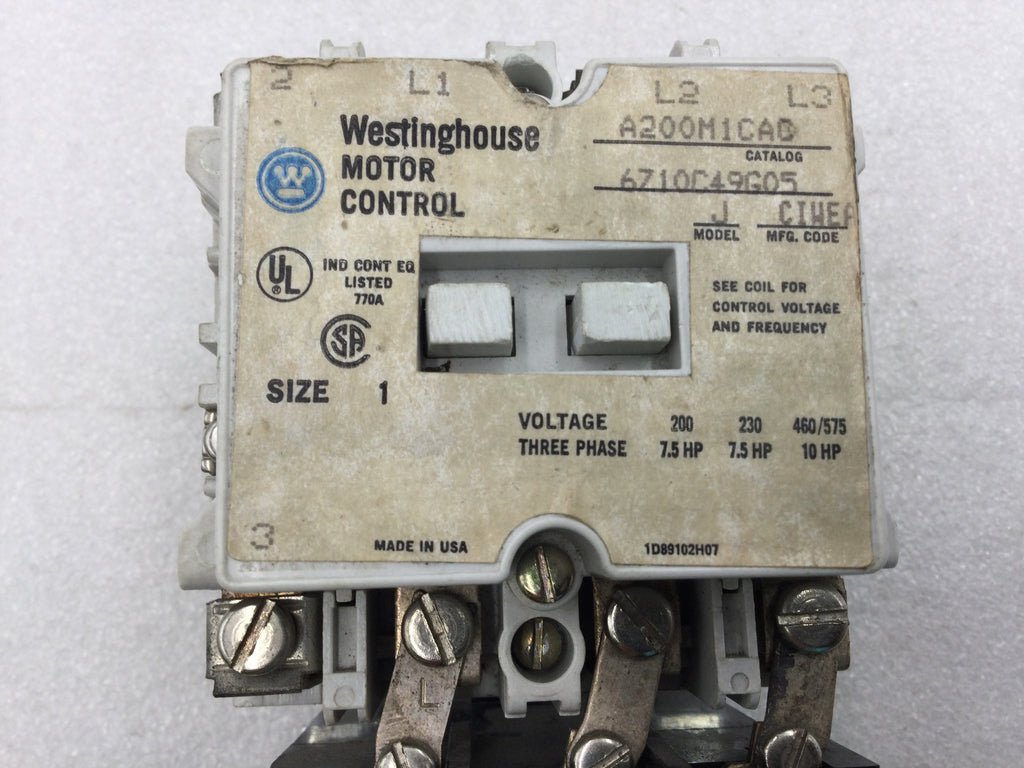 2 L1 L2 L3
Westinghouse
MOTOR
CONTROL
W
A200M1CAC
CATALOG
6710C49G05
J CIWEA
MODEL MFG. CODE
UL
®
IND CONT EQ
LISTED
770A
SA
SEE COIL FOR
CONTROL VOLTAGE
AND FREQUENCY
SIZE 1
VOLTAGE 200 230 460/575
THREE PHASE 7.5 HP 7.5 HP 10 HP
3
MADE IN USA
1D89102H07
L